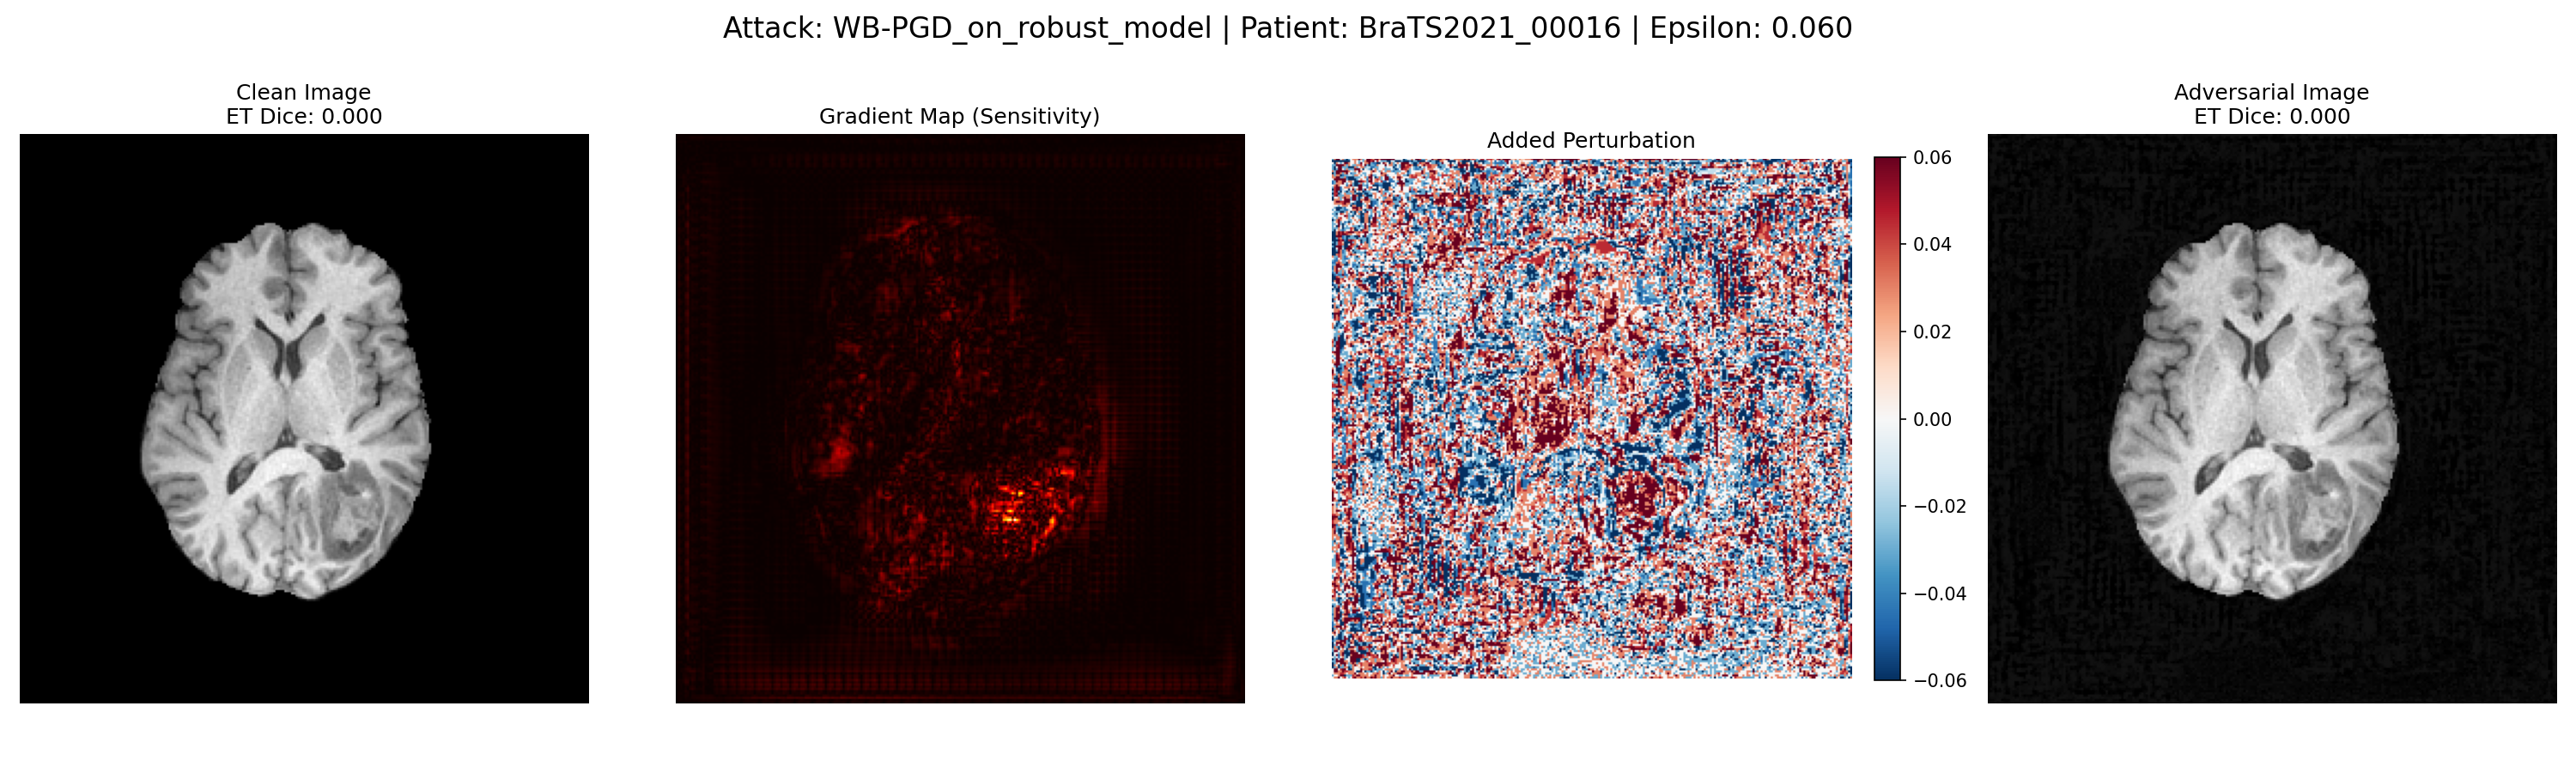 Attack: WB-PGD_on_robust_model | Patient: BraTS2021_00016 | Epsilon: 0.060
Clean Image
ET Dice: 0.000
Gradient Map (Sensitivity)
Added Perturbation
0.06
0.04
0.02
0.00
−0.02
−0.04
−0.06
Adversarial Image
ET Dice: 0.000